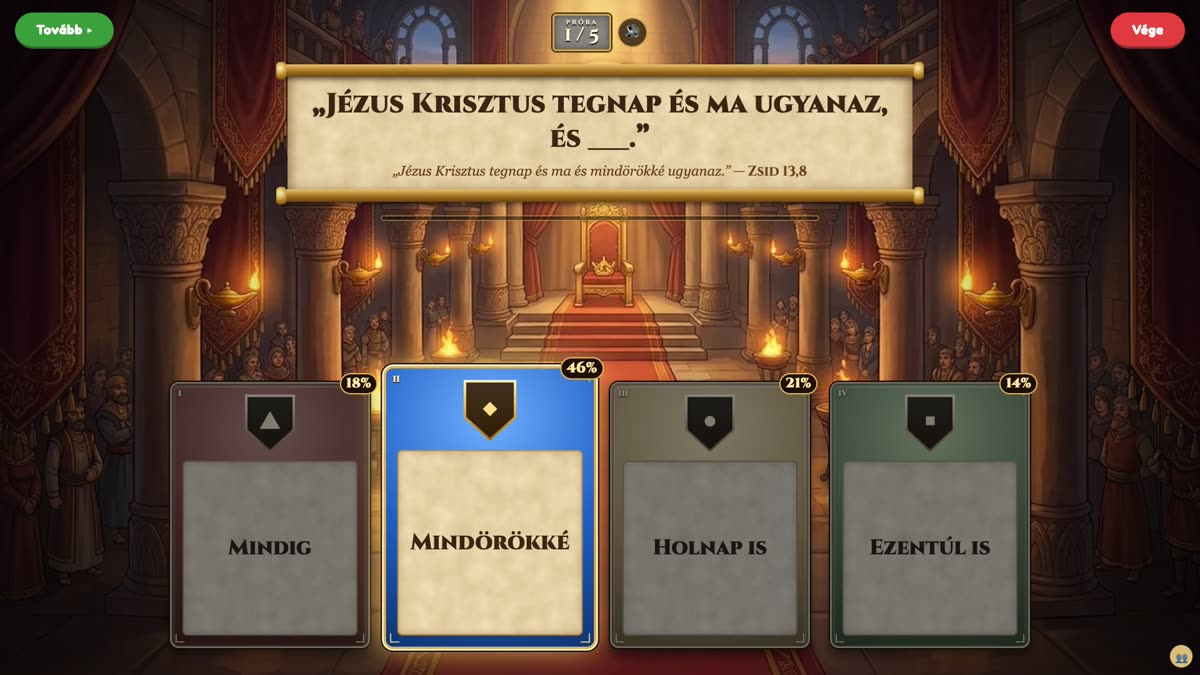 Tovább ▸
PRÓBA
1/5
Vége
„Jézus Krisztus tegnap és ma ugyanaz,
és ___.”
„Jézus Krisztus tegnap és ma és mindörökké ugyanaz.” — Zsid 13,8
I
18%
Mindig
II
46%
Mindörökké
III
21%
Holnap is
IV
14%
Ezentúl is